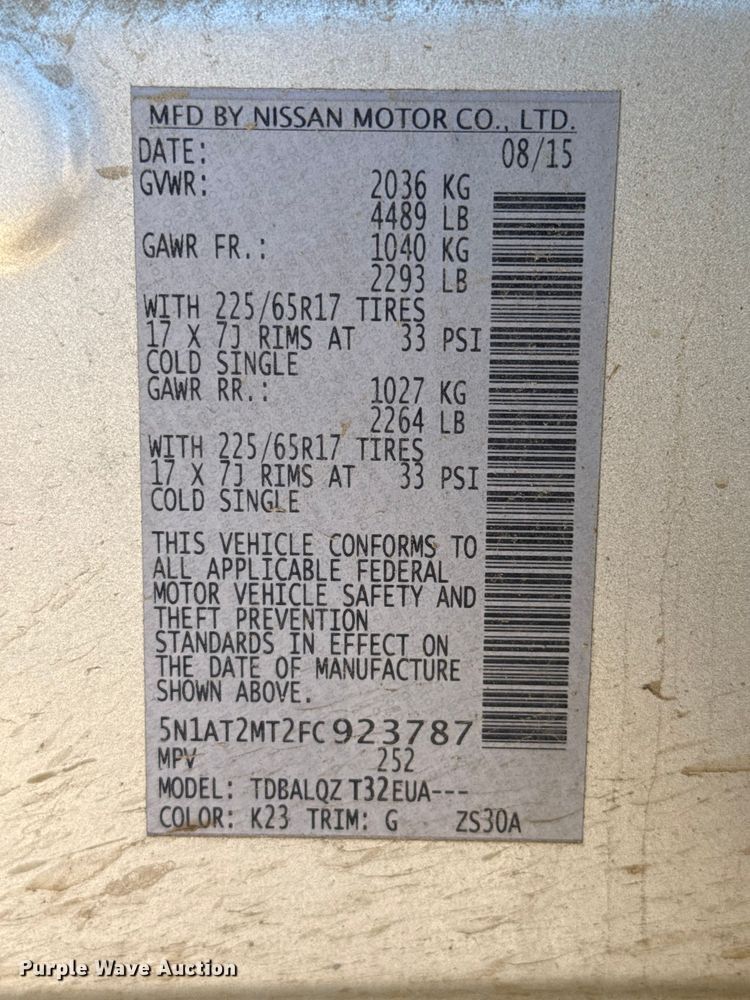 MFD BY NISSAN MOTOR CO., LTD.
DATE: 08/15
GVWR: 2036 KG
4489 LB
GAWR FR.: 1040 KG
2293 LB
WITH 225/65R17 TIRES
17 X 7J RIMS AT 33 PSI
COLD SINGLE
GAWR RR.: 1027 KG
2264 LB
WITH 225/65R17 TIRES
17 X 7J RIMS AT 33 PSI
COLD SINGLE
THIS VEHICLE CONFORMS TO
ALL APPLICABLE FEDERAL
MOTOR VEHICLE SAFETY AND
THEFT PREVENTION
STANDARDS IN EFFECT ON
THE DATE OF MANUFACTURE
SHOWN ABOVE.
5N1AT2MT2FC923787
MPV 252
MODEL: TDBALQZ T32EUA---
COLOR: K23 TRIM: G ZS30A
Purple Wave Auction